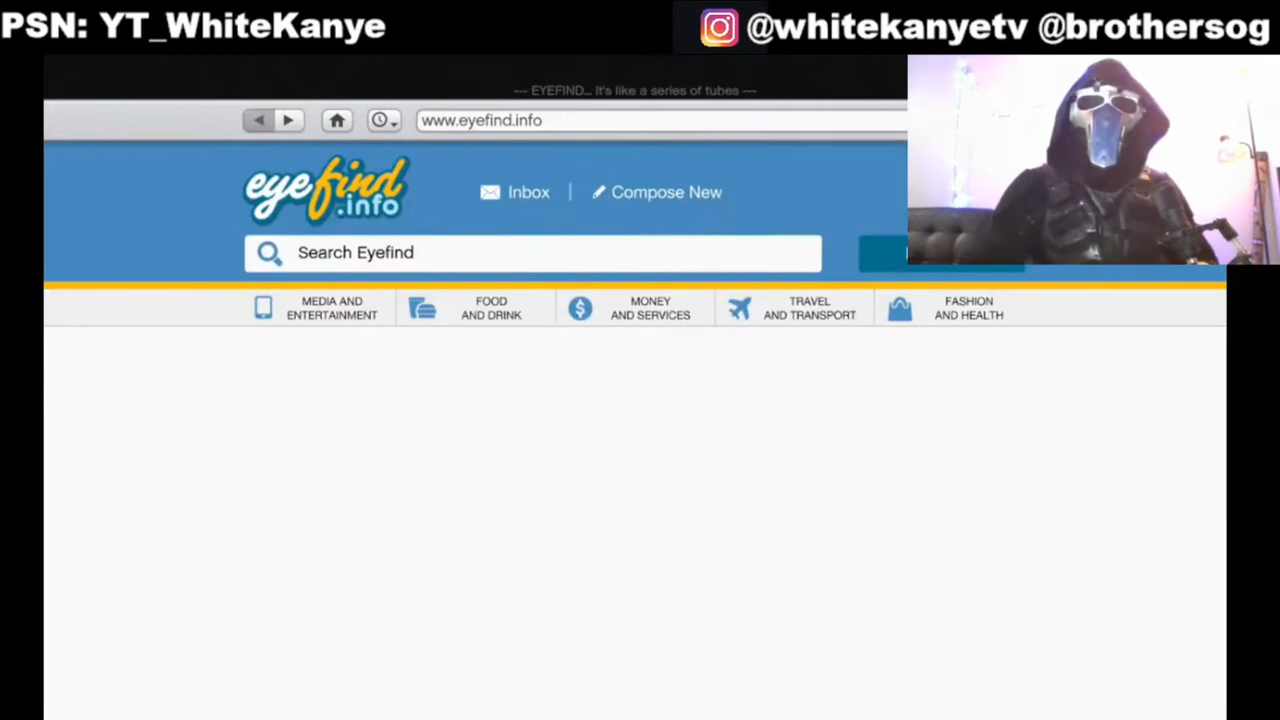 PSN: YT_WhiteKanye
@whitekanyetv @brothersog
--- EYEFIND... It's like a series of tubes ---
www.eyefind.info
eyefind
.info
Inbox
Compose New
Search Eyefind
MEDIA AND
ENTERTAINMENT
FOOD
AND DRINK
MONEY
AND SERVICES
TRAVEL
AND TRANSPORT
FASHION
AND HEALTH